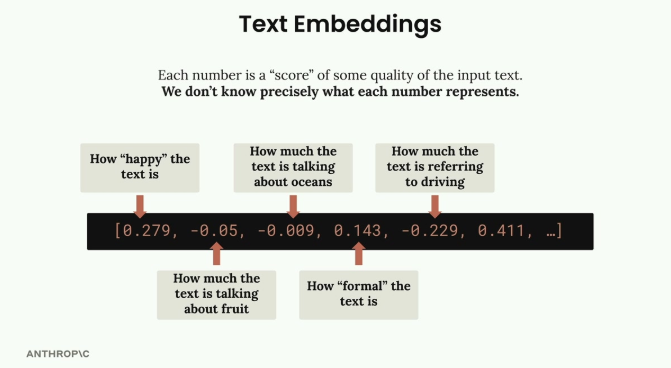 Text Embeddings
Each number is a “score” of some quality of the input text.
We don’t know precisely what each number represents.
How “happy” the
text is
How much the
text is talking
about oceans
How much the
text is referring
to driving
[0.279, -0.05, -0.009, 0.143, -0.229, 0.411, …]
How much the
text is talking
about fruit
How “formal” the
text is
ANTHROP\C